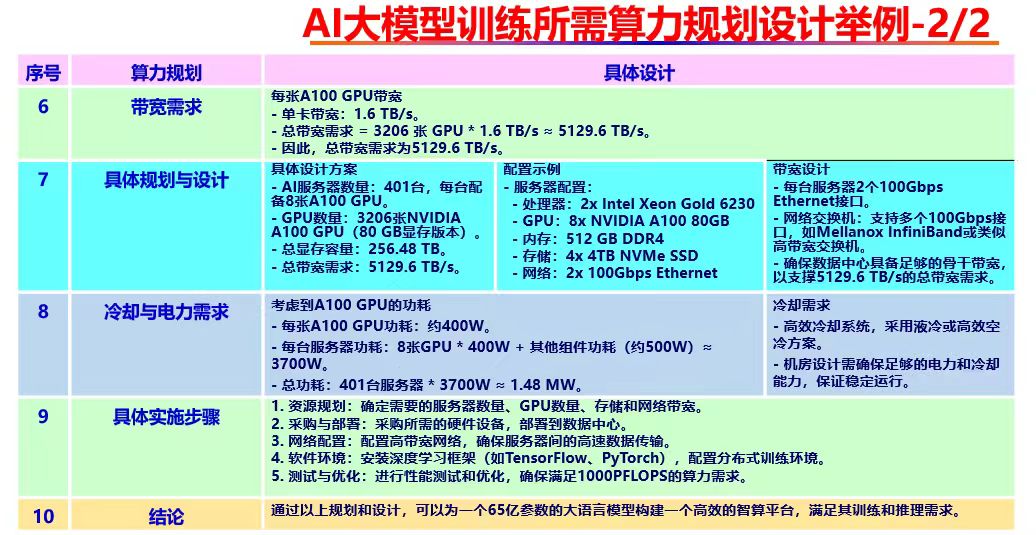 AI大模型训练所需算力规划设计举例-2/2
序号
算力规划
具体设计
6
带宽需求
每张A100 GPU带宽
- 单卡带宽：1.6 TB/s。
- 总带宽需求 = 3206 张 GPU * 1.6 TB/s ≈ 5129.6 TB/s。
- 因此，总带宽需求为5129.6 TB/s。
7
具体规划与设计
具体设计方案
- AI服务器数量：401台，每台配
备8张A100 GPU。
- GPU数量：3206张NVIDIA
A100 GPU（80 GB显存版本）。
- 总显存容量：256.48 TB。
- 总带宽需求：5129.6 TB/s。
配置示例
- 服务器配置：
- 处理器：2x Intel Xeon Gold 6230
- GPU：8x NVIDIA A100 80GB
- 内存：512 GB DDR4
- 存储：4x 4TB NVMe SSD
- 网络：2x 100Gbps Ethernet
带宽设计
- 每台服务器2个100Gbps
Ethernet接口。
- 网络交换机：支持多个100Gbps接
口，如Mellanox InfiniBand或类似
高带宽交换机。
- 确保数据中心具备足够的骨干带宽，
以支撑5129.6 TB/s的总带宽需求。
8
冷却与电力需求
考虑到A100 GPU的功耗
- 每张A100 GPU功耗：约400W。
- 每台服务器功耗：8张GPU * 400W + 其他组件功耗（约500W）≈
3700W。
- 总功耗：401台服务器 * 3700W ≈ 1.48 MW。
冷却需求
- 高效冷却系统，采用液冷或高效空
冷方案。
- 机房设计需确保足够的电力和冷却
能力，保证稳定运行。
9
具体实施步骤
1. 资源规划：确定需要的服务器数量、GPU数量、存储和网络带宽。
2. 采购与部署：采购所需的硬件设备，部署到数据中心。
3. 网络配置：配置高带宽网络，确保服务器间的高速数据传输。
4. 软件环境：安装深度学习框架（如TensorFlow、PyTorch），配置分布式训练环境。
5. 测试与优化：进行性能测试和优化，确保满足1000PFLOPS的算力需求。
10
结论
通过以上规划和设计，可以为一个65亿参数的大语言模型构建一个高效的智算平台，满足其训练和推理需求。